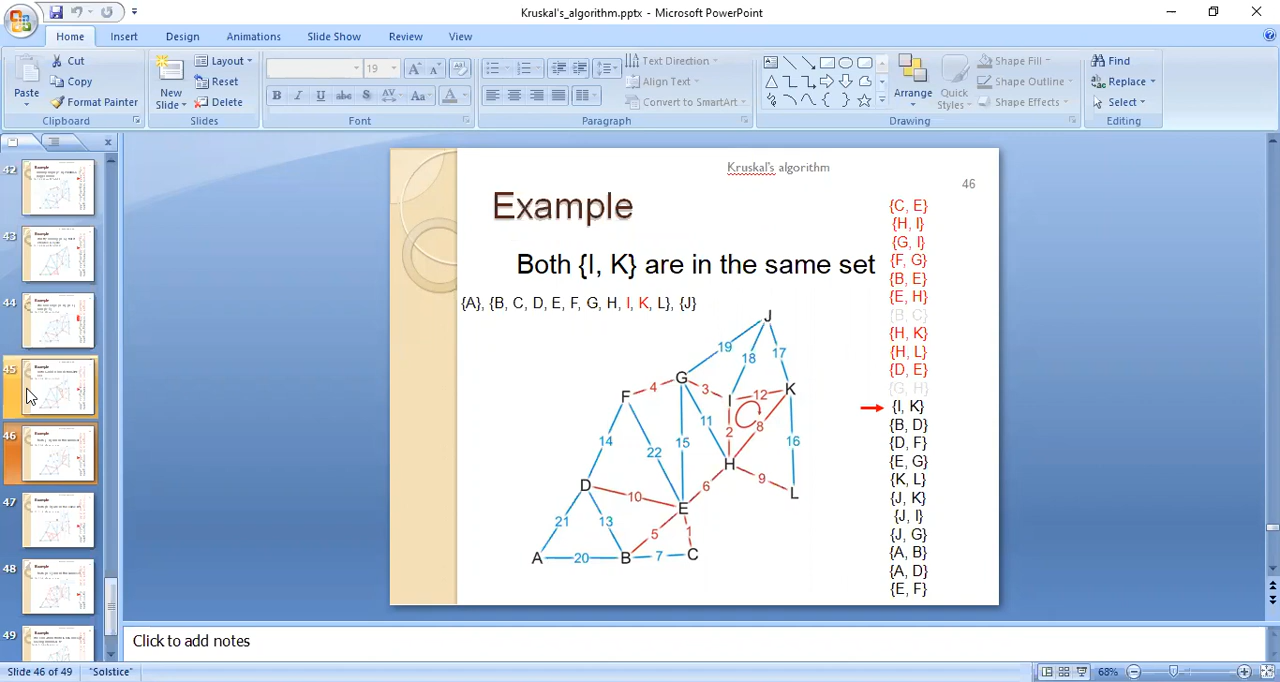 Kruskal's_algorithm.pptx - Microsoft PowerPoint
Home Insert Design Animations Slide Show Review View
Paste
Cut
Copy
Format Painter
Clipboard
New Slide
Layout
Reset
Delete
Slides
19
B I U abc S AV Aa A
Font
Text Direction
Align Text
Convert to SmartArt
Paragraph
Arrange
Quick Styles
Shape Fill
Shape Outline
Shape Effects
Drawing
Find
Replace
Select
Editing
42
43
44
45
46
47
48
49
Kruskal's algorithm
46
Example
Both {I, K} are in the same set
{A}, {B, C, D, E, F, G, H, I, K, L}, {J}
J
19
18
17
G
4
3
12
K
F
I
11
2
8
14
22
15
16
H
D
10
6
9
L
E
21
13
5
1
A
20
B
7
C
{C, E}
{H, I}
{G, I}
{F, G}
{B, E}
{E, H}
{B, C}
{H, K}
{H, L}
{D, E}
{G, H}
{I, K}
{B, D}
{D, F}
{E, G}
{K, L}
{J, K}
{J, I}
{J, G}
{A, B}
{A, D}
{E, F}
Click to add notes
Slide 46 of 49 "Solstice" 68%